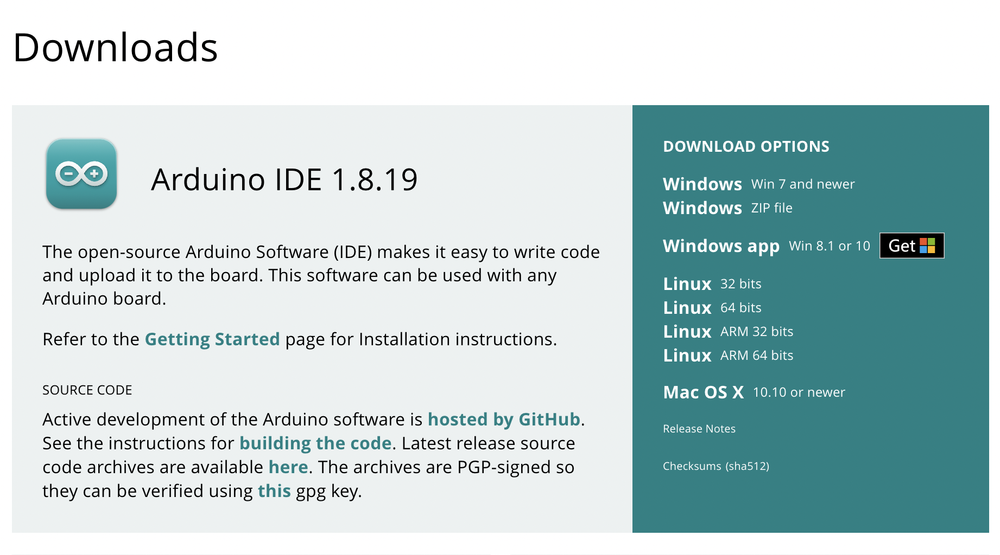 Downloads
Arduino IDE 1.8.19
The open-source Arduino Software (IDE) makes it easy to write code
and upload it to the board. This software can be used with any
Arduino board.
Refer to the Getting Started page for Installation instructions.
SOURCE CODE
Active development of the Arduino software is hosted by GitHub.
See the instructions for building the code. Latest release source
code archives are available here. The archives are PGP-signed so
they can be verified using this gpg key.
DOWNLOAD OPTIONS
Windows Win 7 and newer
Windows ZIP file
Windows app Win 8.1 or 10 Get
Linux 32 bits
Linux 64 bits
Linux ARM 32 bits
Linux ARM 64 bits
Mac OS X 10.10 or newer
Release Notes
Checksums (sha512)